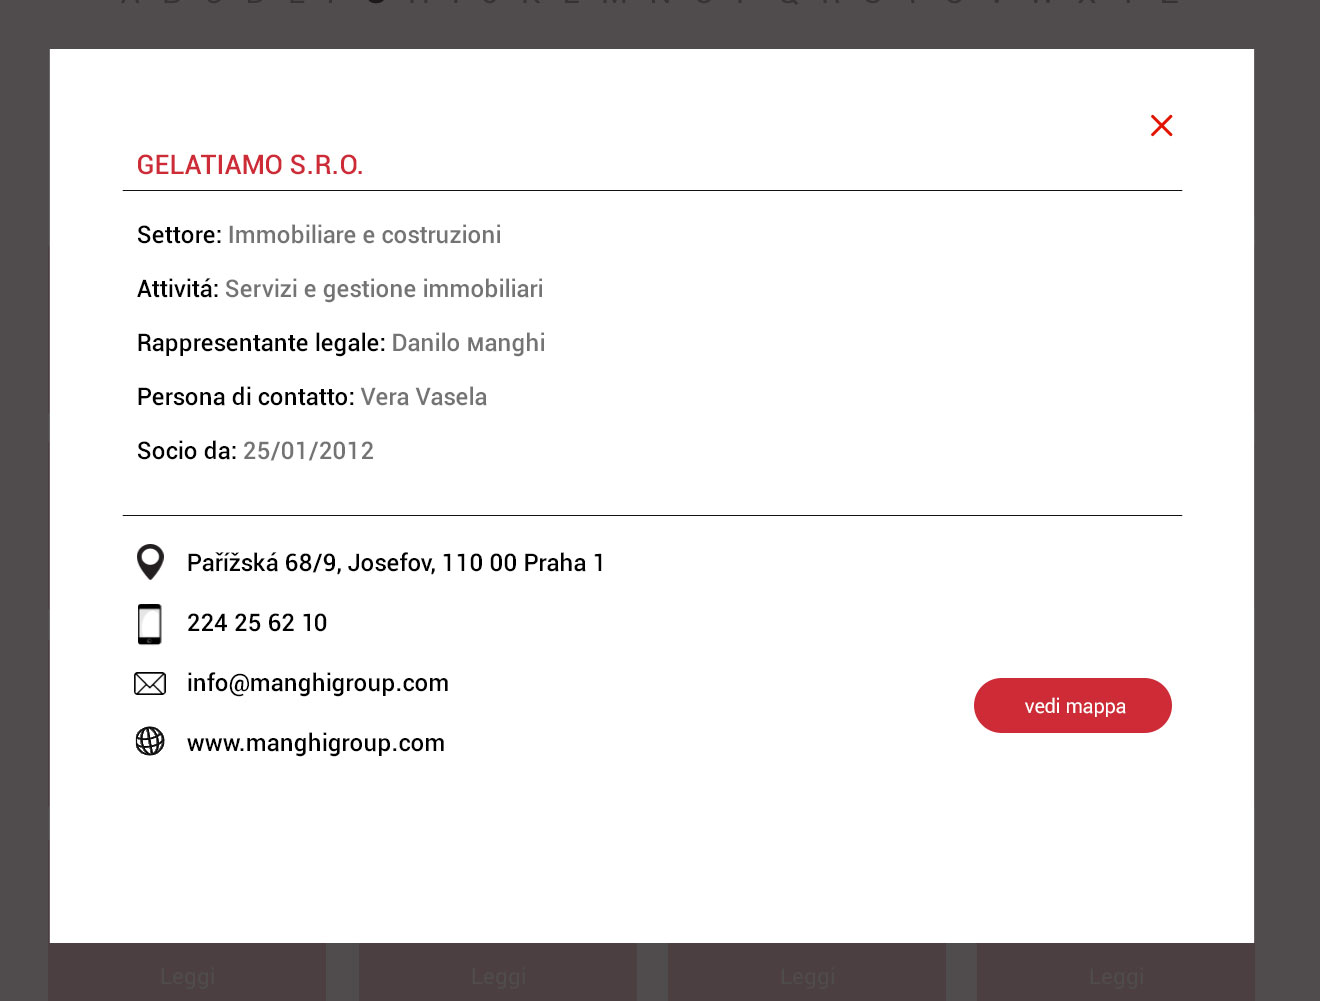 GELATIAMO S.R.O.
Settore: Immobiliare e costruzioni
Attivitá: Servizi e gestione immobiliari
Rappresentante legale: Danilo мanghi
Persona di contatto: Vera Vasela
Socio da: 25/01/2012
Pařížská 68/9, Josefov, 110 00 Praha 1
224 25 62 10
info@manghigroup.com
vedi mappa
www.manghigroup.com
Leggi Leggi Leggi Leggi